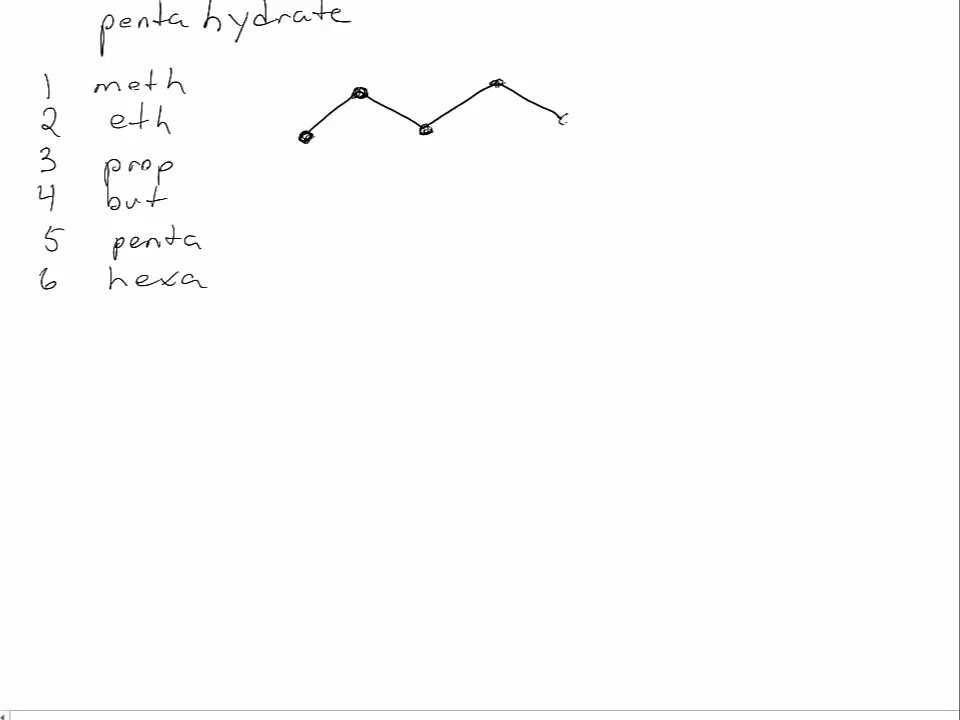 penta hydrate
1 meth
2 eth
3 prop
4 but
5 penta
6 hexa